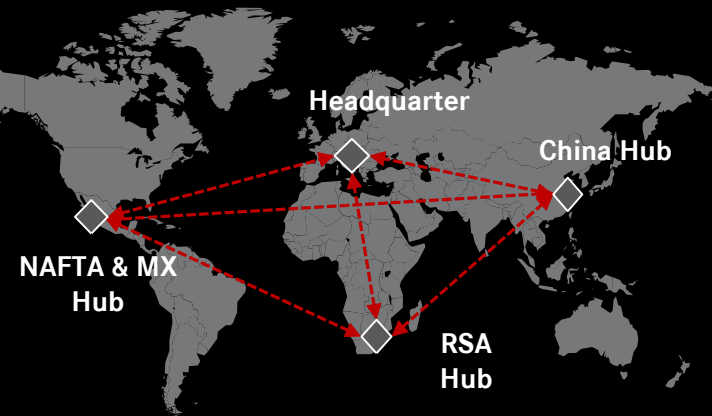 Headquarter
China Hub
NAFTA & MX
Hub
RSA
Hub